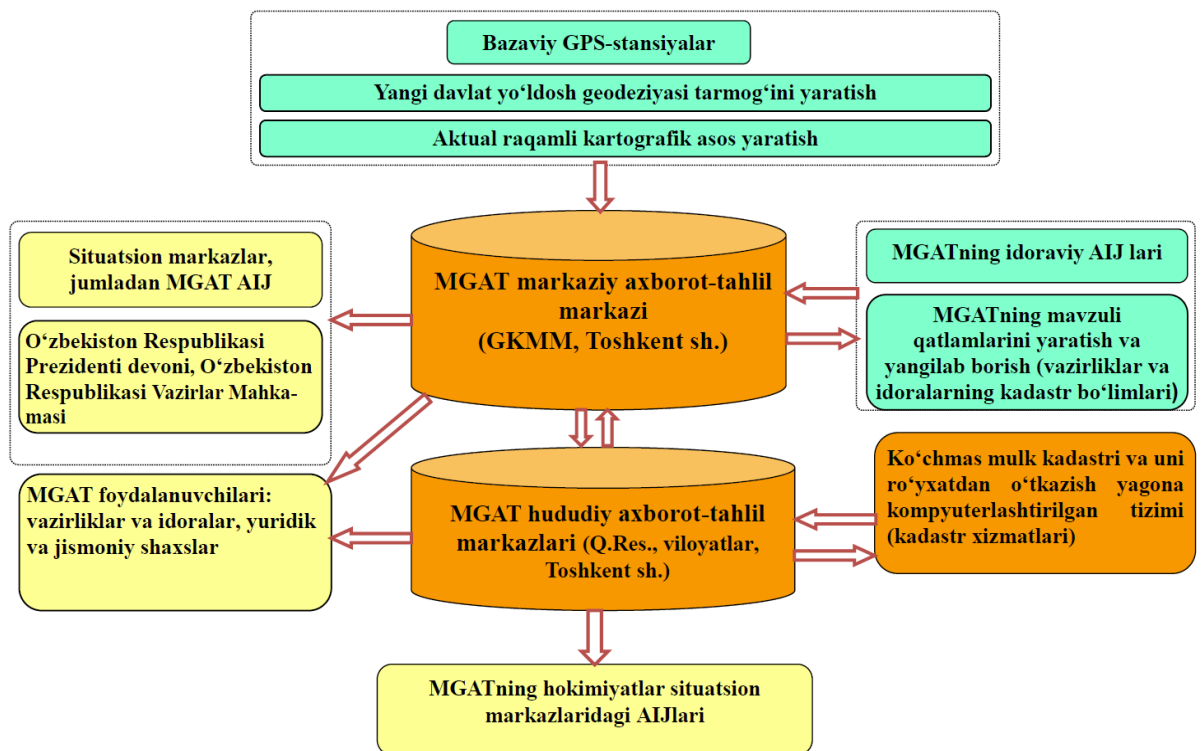 Bazaviy GPS-stansiyalar
Yangi davlat yo‘ldosh geodeziyasi tarmog‘ini yaratish
Aktual raqamli kartografik asos yaratish
Situatsion markazlar,
jumladan MGAT AIJ
O‘zbekiston Respublikasi
Prezidenti devoni, O‘zbekiston
Respublikasi Vazirlar Mahka-
masi
MGAT markaziy axborot-tahlil
markazi
(GKMM, Toshkent sh.)
MGATning idoraviy AIJ lari
MGATning mavzuli
qatlamlarini yaratish va
yangilab borish (vazirliklar va
idoralarning kadastr bo‘limlari)
MGAT foydalanuvchilari:
vazirliklar va idoralar, yuridik
va jismoniy shaxslar
MGAT hududiy axborot-tahlil
markazlari (Q.Res., viloyatlar,
Toshkent sh.)
Ko‘chmas mulk kadastri va uni
ro‘yxatdan o‘tkazish yagona
kompyuterlashtirilgan tizimi
(kadastr xizmatlari)
MGATning hokimiyatlar situatsion
markazlaridagi AIJlari